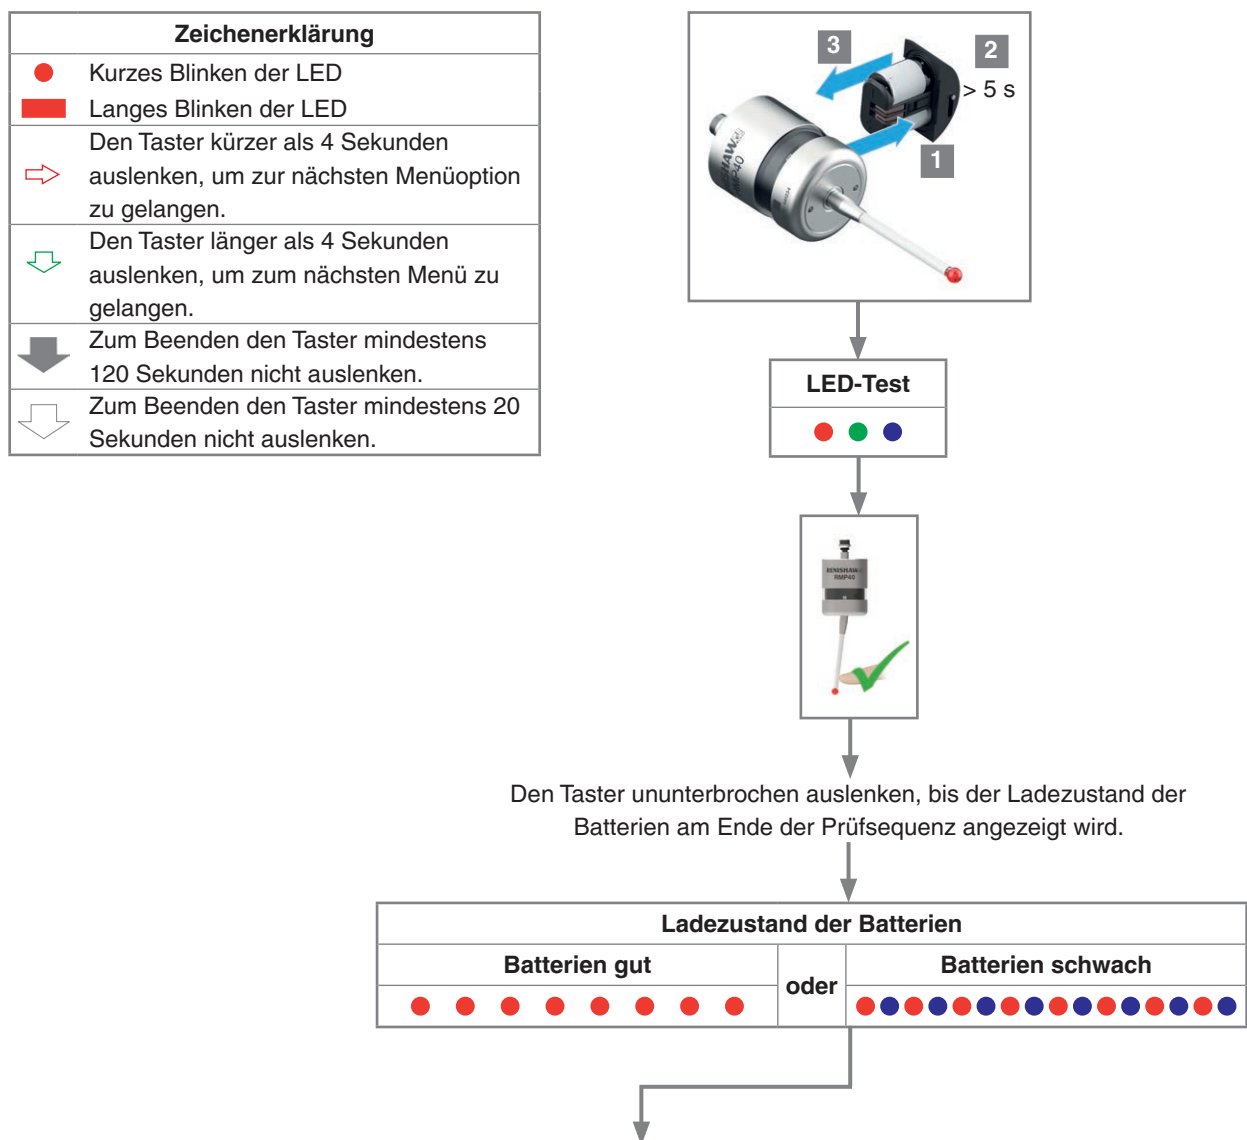 Zeichenerklärung
Kurzes Blinken der LED
Langes Blinken der LED
Den Taster kürzer als 4 Sekunden
auslenken, um zur nächsten Menüoption
zu gelangen.
Den Taster länger als 4 Sekunden
auslenken, um zum nächsten Menü zu
gelangen.
Zum Beenden den Taster mindestens
120 Sekunden nicht auslenken.
Zum Beenden den Taster mindestens 20
Sekunden nicht auslenken.
3
2
> 5 s
1
RMP40
LED-Test
RENISHAW
RMP40
Den Taster ununterbrochen auslenken, bis der Ladezustand der
Batterien am Ende der Prüfsequenz angezeigt wird.
Ladezustand der Batterien
Batterien gut
oder
Batterien schwach